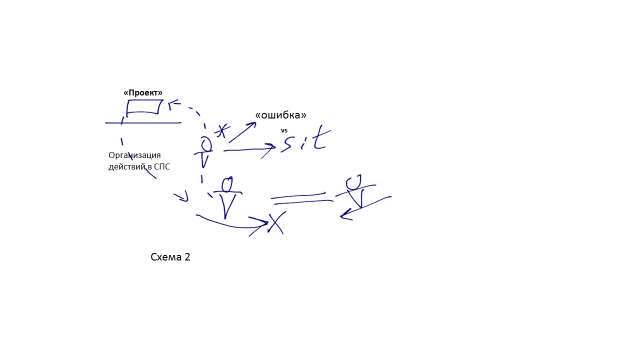 «Проект»
«ошибка»
vs
sit
Организация
действий в СПС
Схема 2